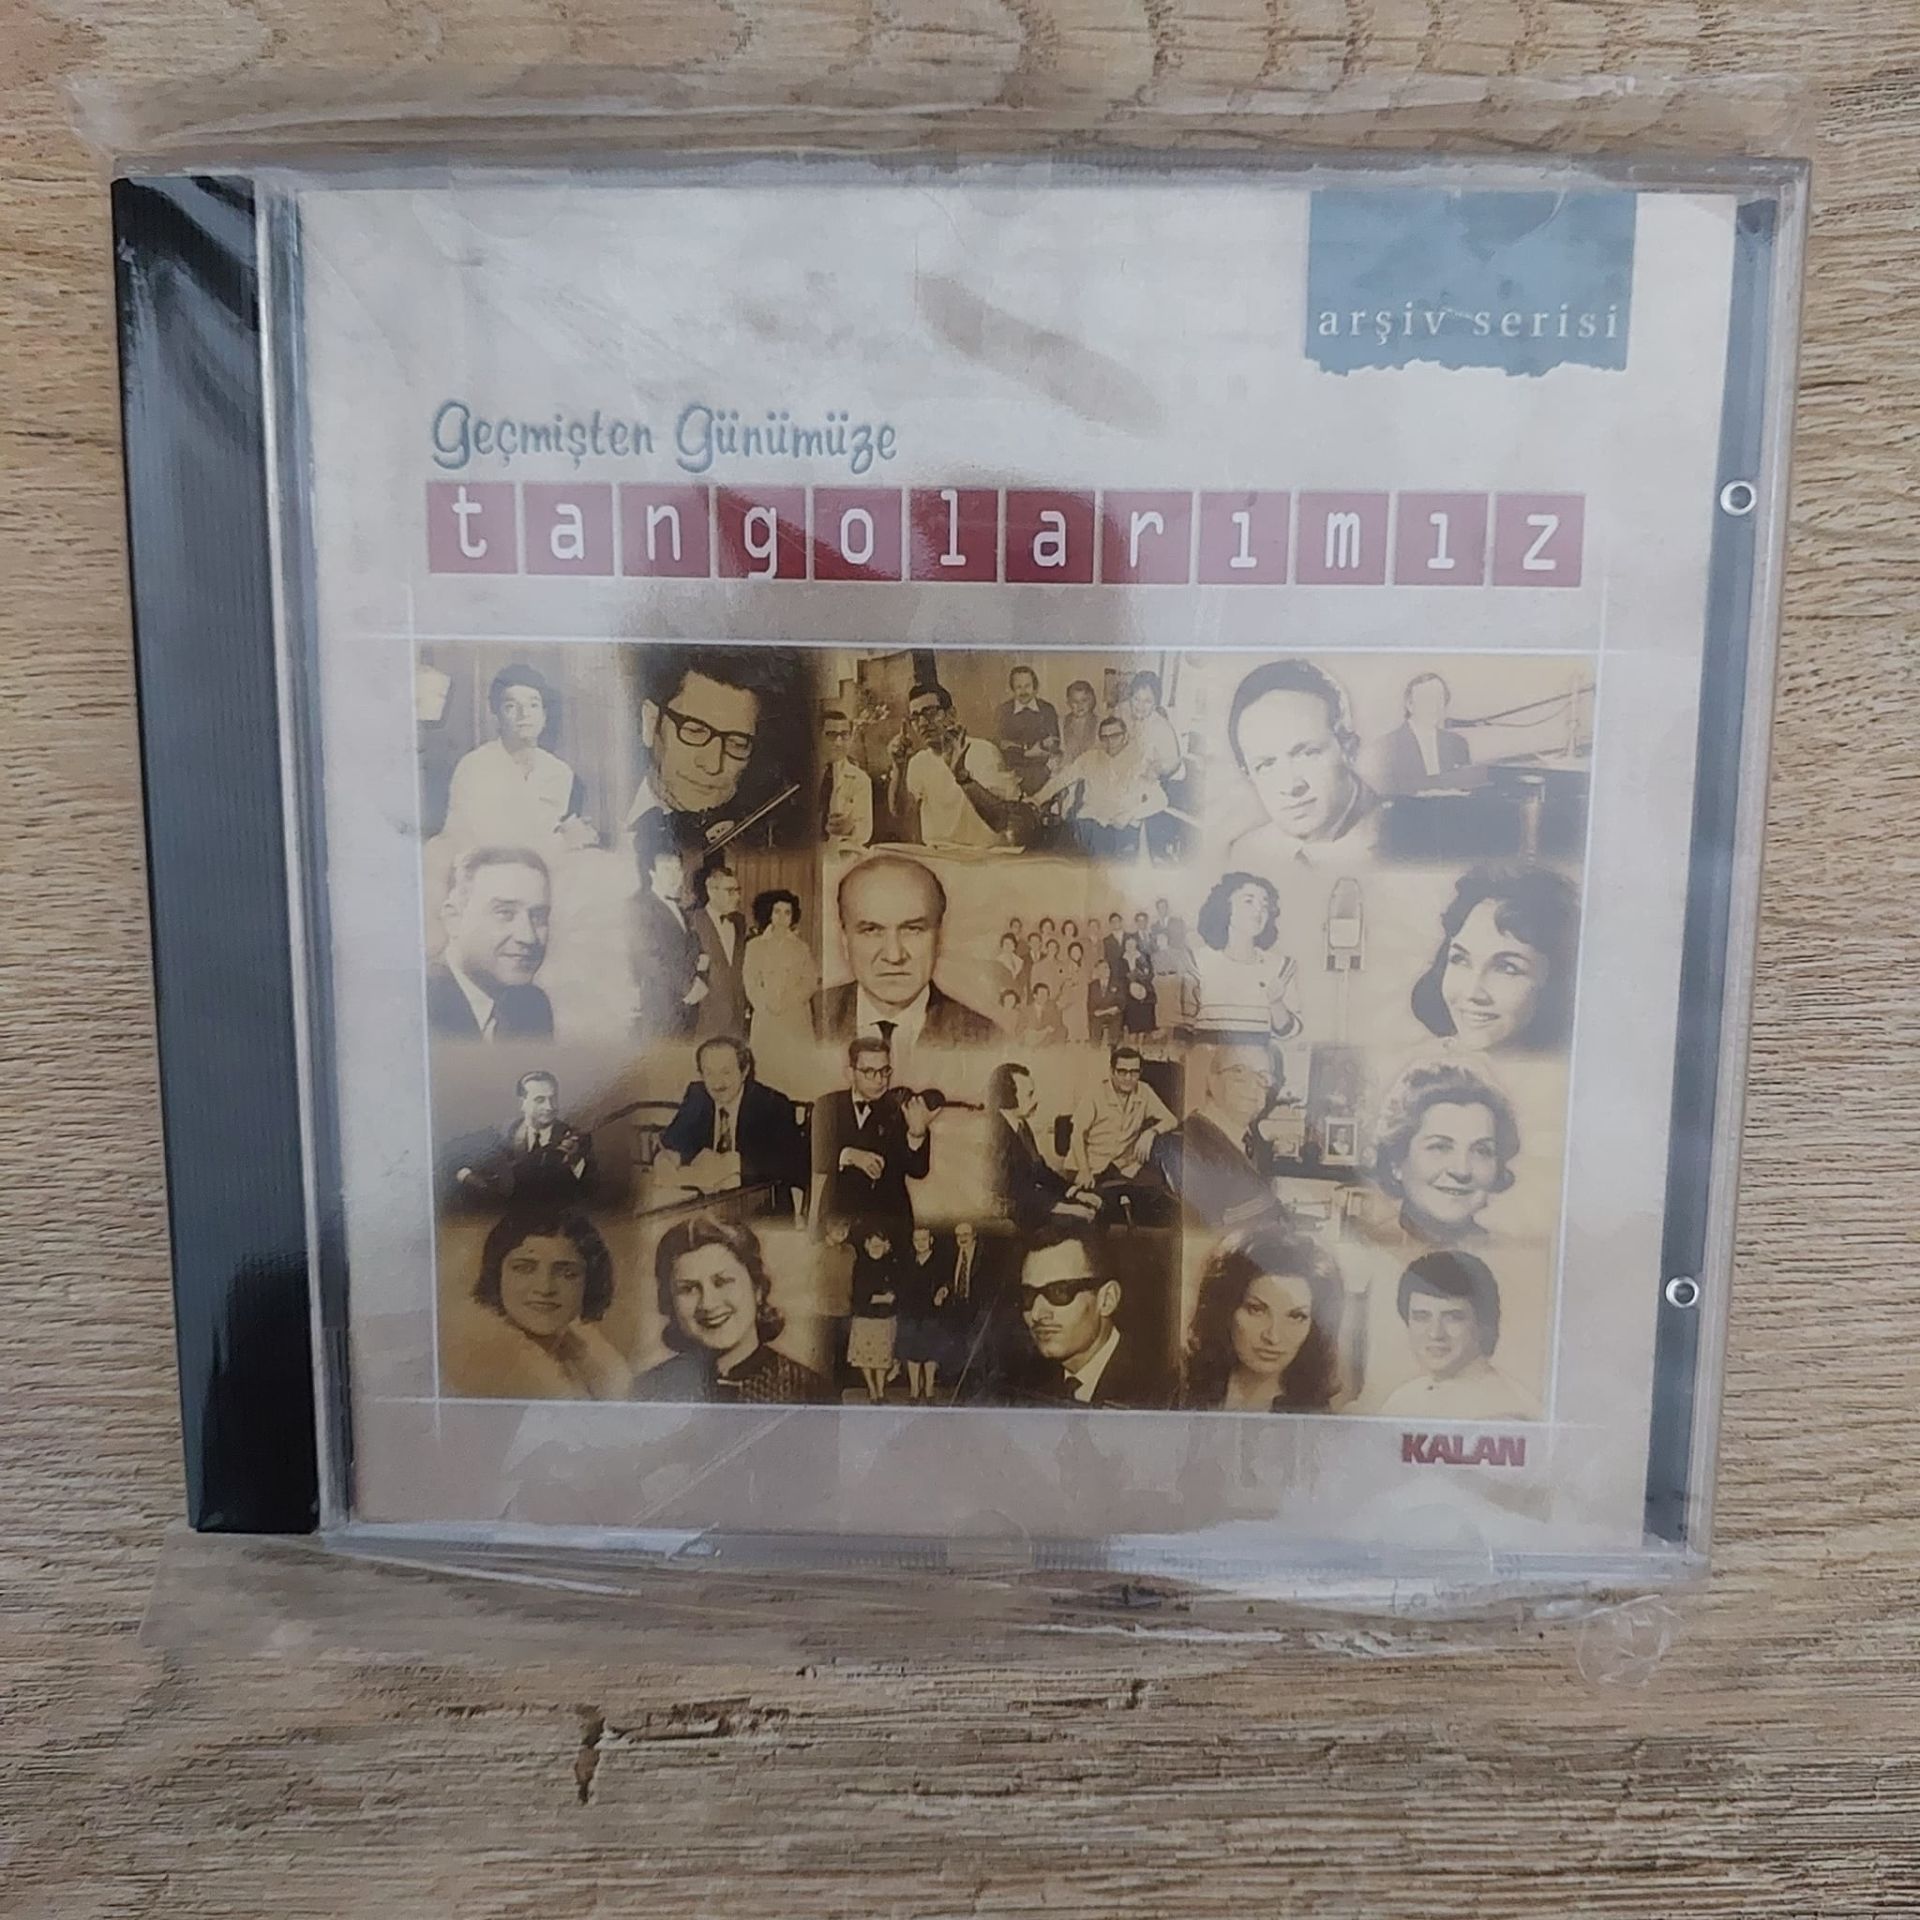 arşiv serisi
Geçmişten Günümüze
tangolarımız
KALAN